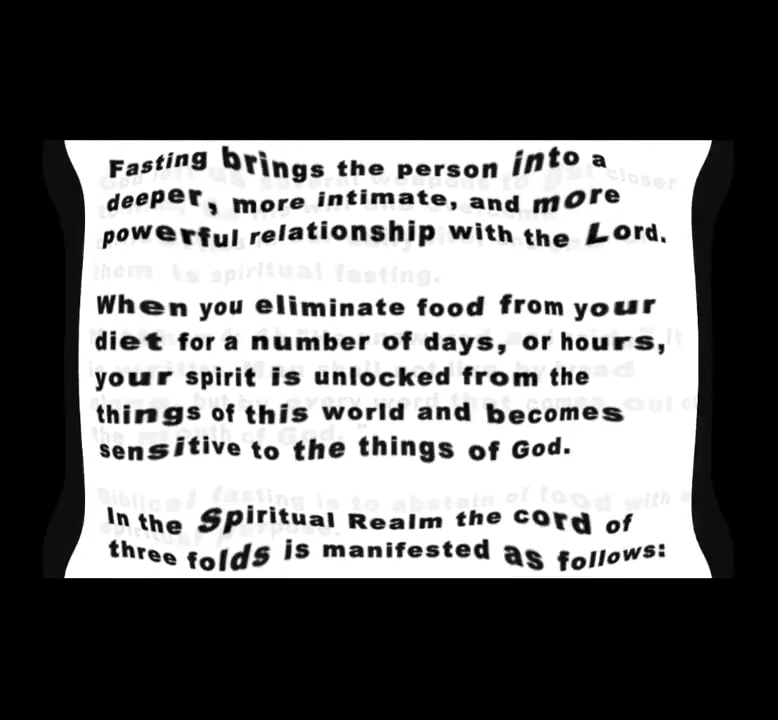 Fasting brings the person into a
deeper, more intimate, and more
powerful relationship with the Lord.
When you eliminate food from your
diet for a number of days, or hours,
your spirit is unlocked from the
things of this world and becomes
sensitive to the things of God.
In the Spiritual Realm the cord of
three folds is manifested as follows: